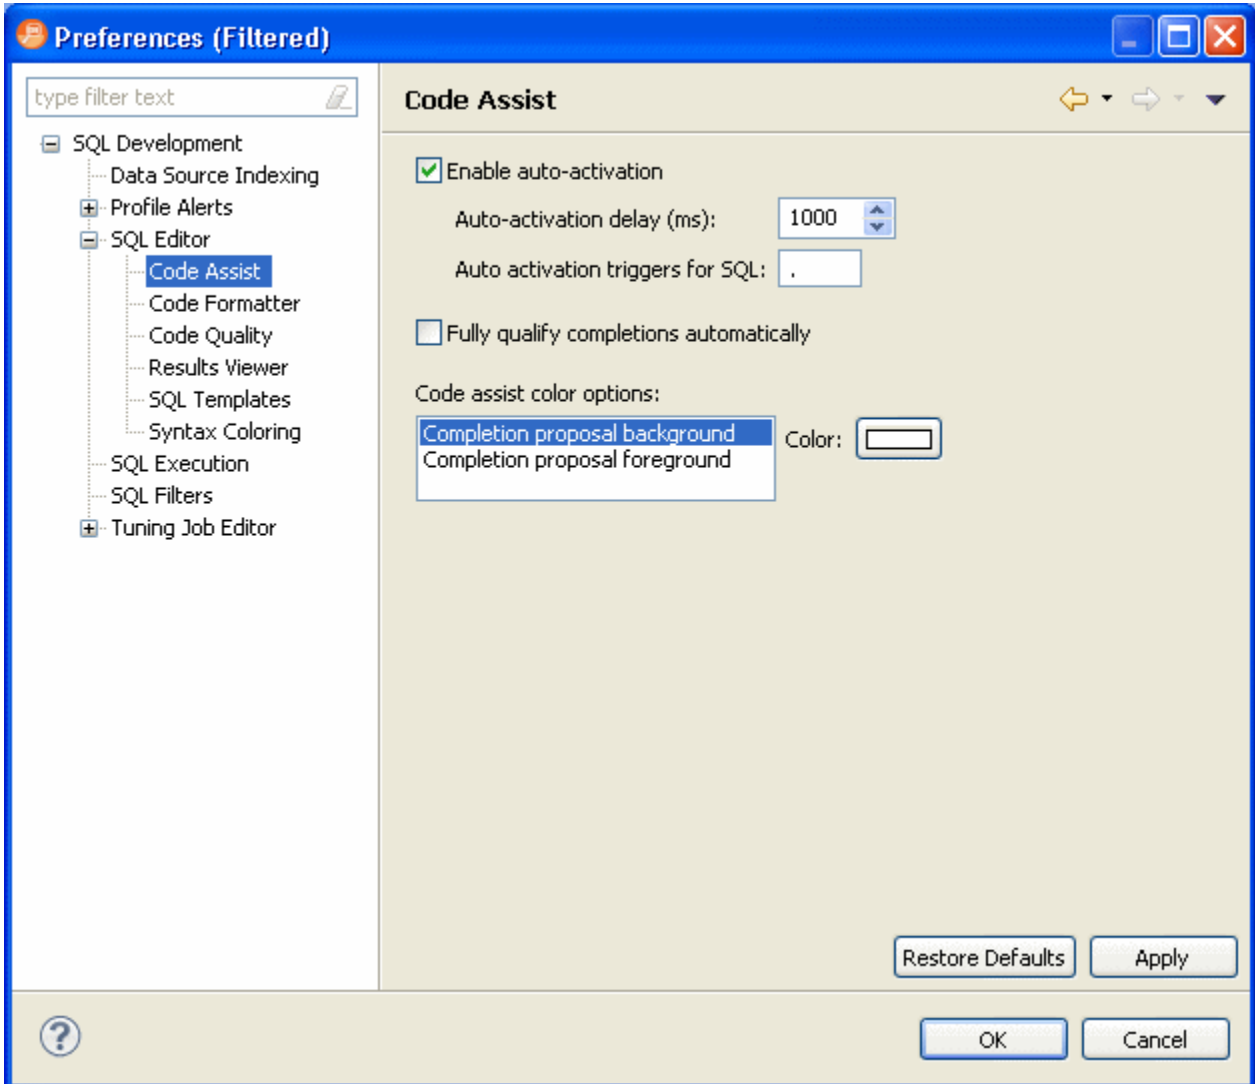 Preferences (Filtered)
type filter text
SQL Development
Data Source Indexing
Profile Alerts
SQL Editor
Code Assist
Code Formatter
Code Quality
Results Viewer
SQL Templates
Syntax Coloring
SQL Execution
SQL Filters
Tuning Job Editor
Code Assist
Enable auto-activation
Auto-activation delay (ms): 1000
Auto activation triggers for SQL: .
Fully qualify completions automatically
Code assist color options:
Completion proposal background
Color:
Completion proposal foreground
Restore Defaults Apply
? OK Cancel